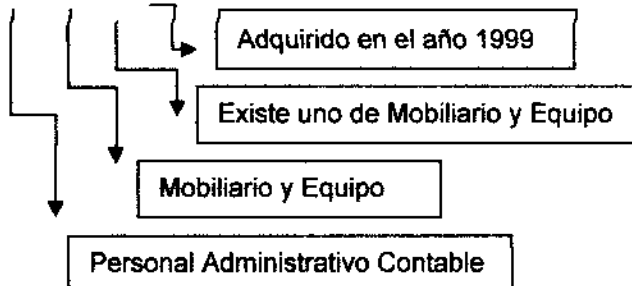 Adquirido en el año 1999
Existe uno de Mobiliario y Equipo
Mobiliario y Equipo
Personal Administrativo Contable